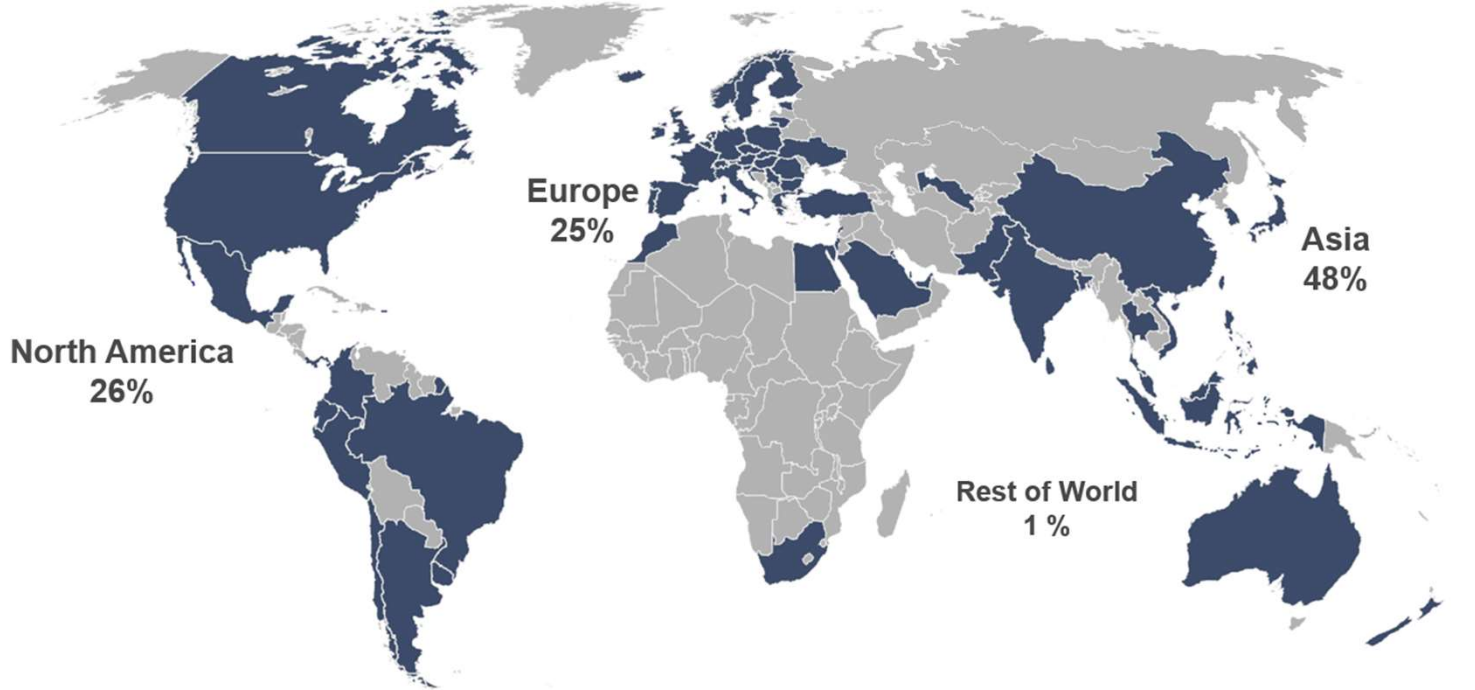 Europe
25%
Asia
48%
North America
26%
Rest of World
1 %